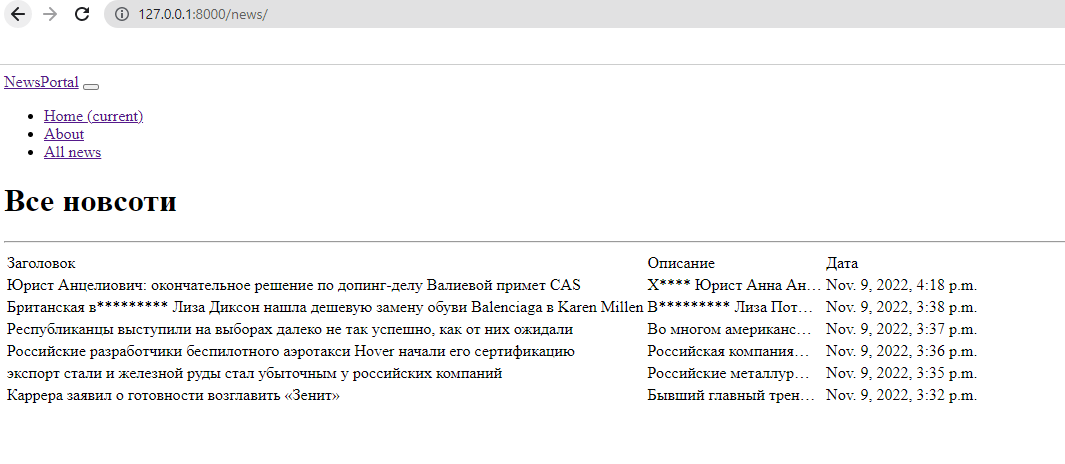 127.0.0.1:8000/news/
NewsPortal
Home (current)
About
All news
Все новсоти
Заголовок Описание Дата
Юрист Анцелиович: окончательное решение по допинг-делу Валиевой примет CAS Х**** Юрист Анна Ан… Nov. 9, 2022, 4:18 p.m.
Британская в********* Лиза Диксон нашла дешевую замену обуви Balenciaga в Karen Millen В********* Лиза Пот… Nov. 9, 2022, 3:38 p.m.
Республиканцы выступили на выборах далеко не так успешно, как от них ожидали Во многом американс… Nov. 9, 2022, 3:37 p.m.
Российские разработчики беспилотного аэротакси Hover начали его сертификацию Российская компания… Nov. 9, 2022, 3:36 p.m.
экспорт стали и железной руды стал убыточным у российских компаний Российские металлур… Nov. 9, 2022, 3:35 p.m.
Каррера заявил о готовности возглавить «Зенит» Бывший главный трен… Nov. 9, 2022, 3:32 p.m.